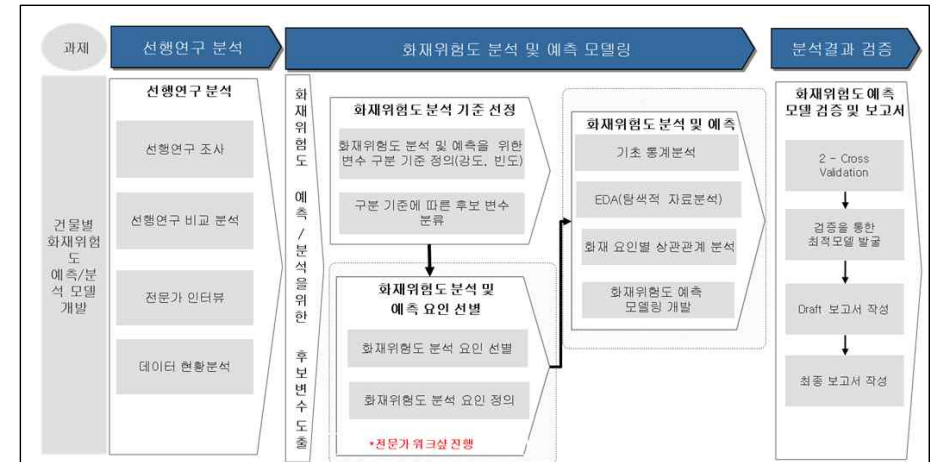 과제
선행연구 분석
화재위험도 분석 및 예측 모델링
분석결과 검증
건물별
화재위험
도
예측/분
석 모델
개발
선행연구 분석
선행연구 조사
선행연구 비교 분석
전문가 인터뷰
데이터 현황분석
화재위험도 예측/분석을위한 후보변수도출
화재위험도 분석 기준 선정
화재위험도 분석 및 예측을 위한
변수 구분 기준 정의(강도, 빈도)
구분 기준에 따른 후보 변수
분류
화재위험도 분석 및
예측 요인 선별
화재위험도 분석 요인 선별
화재위험도 분석 요인 정의
*전문가 워크샾 진행
화재위험도 분석 및 예측
기초 통계분석
EDA(탐색적 자료분석)
화재 요인별 상관관계 분석
화재위험도 예측
모델링 개발
화재위험도 예측
모델 검증 및 보고서
2 - Cross
Validation
검증을 통한
최적모델 발굴
Draft 보고서 작성
최종 보고서 작성